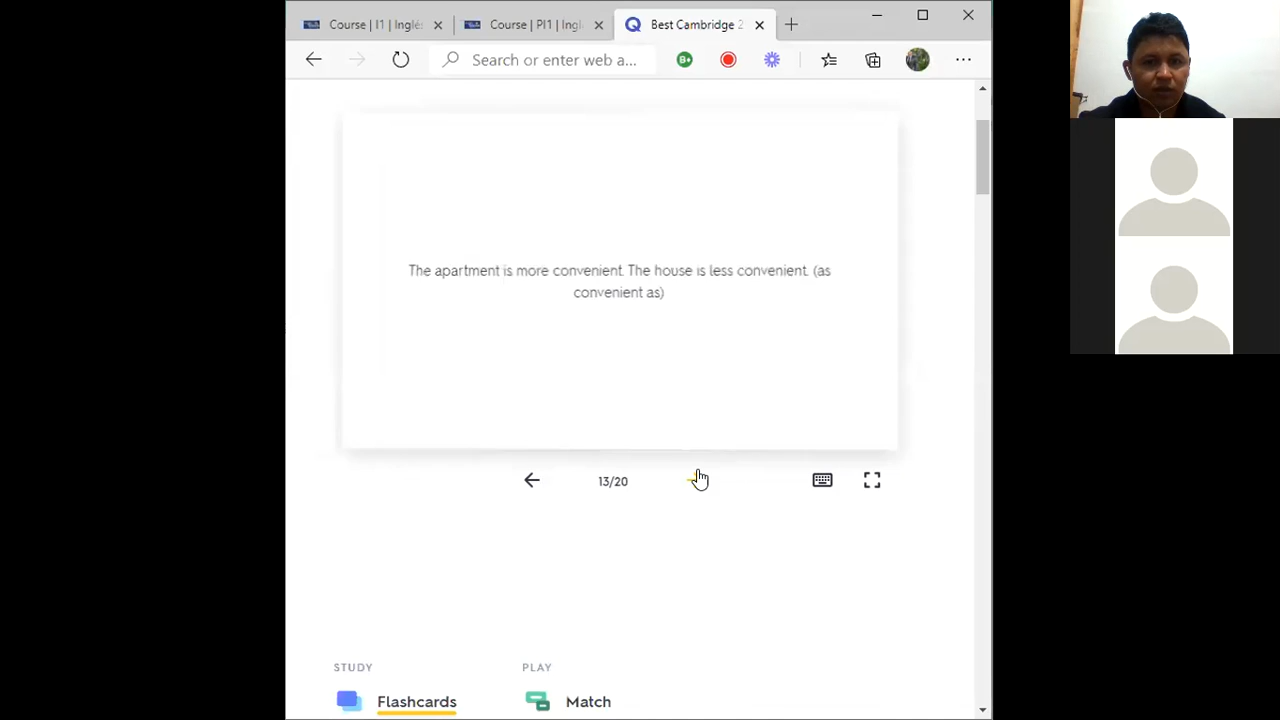 Course | I1 | Inglé
Course | PI1 | Ingl
Best Cambridge 2
Search or enter web a...
The apartment is more convenient. The house is less convenient. (as
convenient as)
13/20
STUDY
PLAY
Flashcards
Match